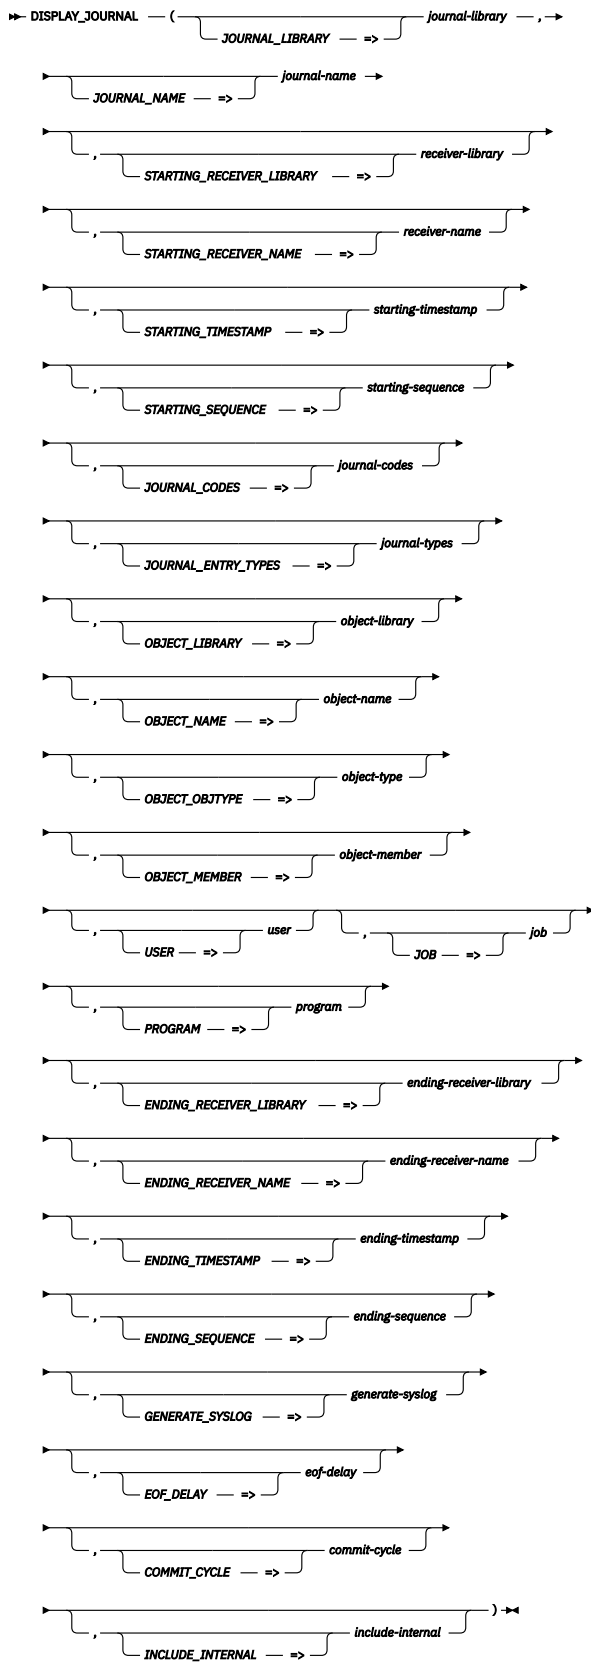 DISPLAY_JOURNAL ( journal-library ,
JOURNAL_LIBRARY =>
journal-name
JOURNAL_NAME =>
, receiver-library
STARTING_RECEIVER_LIBRARY =>
, receiver-name
STARTING_RECEIVER_NAME =>
, starting-timestamp
STARTING_TIMESTAMP =>
, starting-sequence
STARTING_SEQUENCE =>
, journal-codes
JOURNAL_CODES =>
, journal-types
JOURNAL_ENTRY_TYPES =>
, object-library
OBJECT_LIBRARY =>
, object-name
OBJECT_NAME =>
, object-type
OBJECT_OBJTYPE =>
, object-member
OBJECT_MEMBER =>
, user , job
USER => JOB =>
, program
PROGRAM =>
, ending-receiver-library
ENDING_RECEIVER_LIBRARY =>
, ending-receiver-name
ENDING_RECEIVER_NAME =>
, ending-timestamp
ENDING_TIMESTAMP =>
, ending-sequence
ENDING_SEQUENCE =>
, generate-syslog
GENERATE_SYSLOG =>
, eof-delay
EOF_DELAY =>
, commit-cycle
COMMIT_CYCLE =>
)
, include-internal
INCLUDE_INTERNAL =>